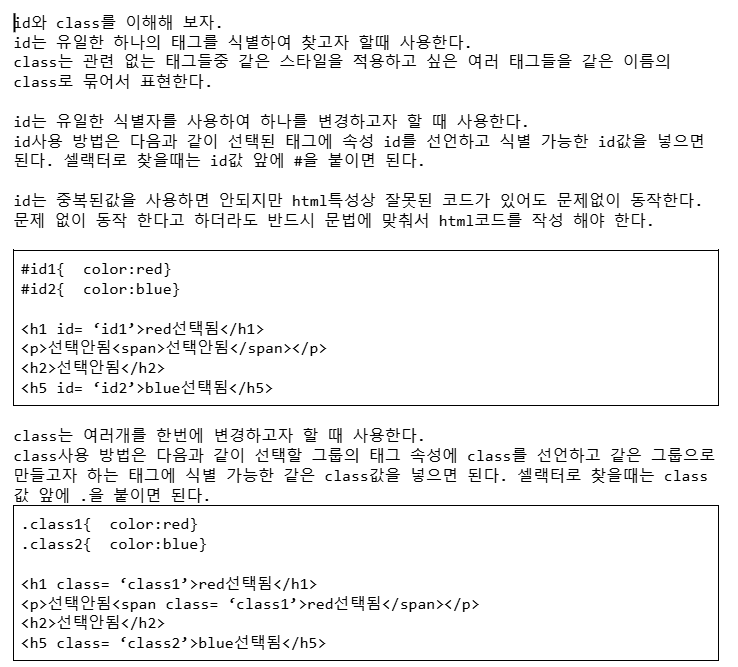 id와 class를 이해해 보자.
id는 유일한 하나의 태그를 식별하여 찾고자 할때 사용한다.
class는 관련 없는 태그들중 같은 스타일을 적용하고 싶은 여러 태그들을 같은 이름의
class로 묶어서 표현한다.
id는 유일한 식별자를 사용하여 하나를 변경하고자 할 때 사용한다.
id사용 방법은 다음과 같이 선택된 태그에 속성 id를 선언하고 식별 가능한 id값을 넣으면
된다. 셀랙터로 찾을때는 id값 앞에 #을 붙이면 된다.
id는 중복된값을 사용하면 안되지만 html특성상 잘못된 코드가 있어도 문제없이 동작한다.
문제 없이 동작 한다고 하더라도 반드시 문법에 맞춰서 html코드를 작성 해야 한다.
#id1{  color:red}
#id2{  color:blue}
<h1 id= ‘id1’>red선택됨</h1>
<p>선택안됨<span>선택안됨</span></p>
<h2>선택안됨</h2>
<h5 id= ‘id2’>blue선택됨</h5>
class는 여러개를 한번에 변경하고자 할 때 사용한다.
class사용 방법은 다음과 같이 선택할 그룹의 태그 속성에 class를 선언하고 같은 그룹으로
만들고자 하는 태그에 식별 가능한 같은 class값을 넣으면 된다. 셀랙터로 찾을때는 class
값 앞에 .을 붙이면 된다.
.class1{  color:red}
.class2{  color:blue}
<h1 class= ‘class1’>red선택됨</h1>
<p>선택안됨<span class= ‘class1’>red선택됨</span></p>
<h2>선택안됨</h2>
<h5 class= ‘class2’>blue선택됨</h5>